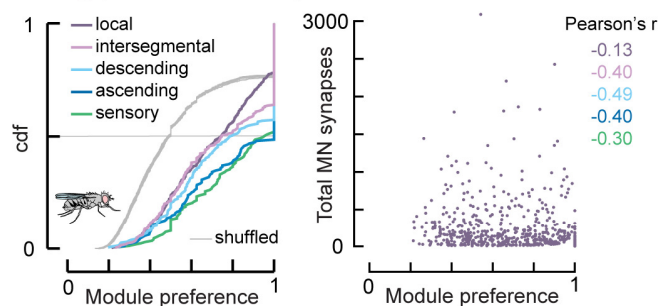 1
local
intersegmental
descending
ascending
sensory
cdf
shuffled
0
0
1
Module preference
3000
Total MN synapses
0
0
1
Module preference
Pearson's r
-0.13
-0.40
-0.49
-0.40
-0.30